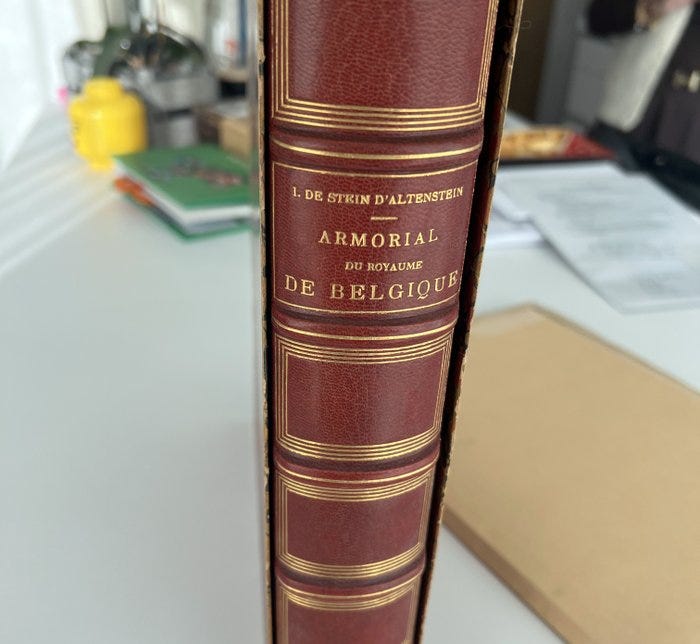 I. DE STEIN D'ALTENSTEIN
ARMORIAL
DU ROYAUME
DE BELGIQUE